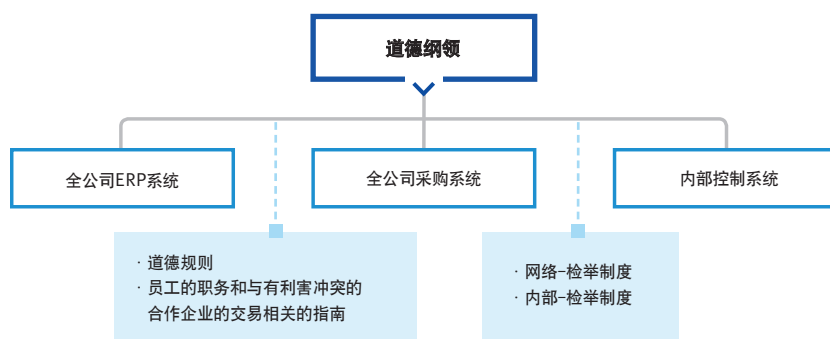 道德纲领
全公司ERP系统
全公司采购系统
内部控制系统
· 道德规则
· 员工的职务和与有利害冲突的
合作企业的交易相关的指南
· 网络-检举制度
· 内部-检举制度